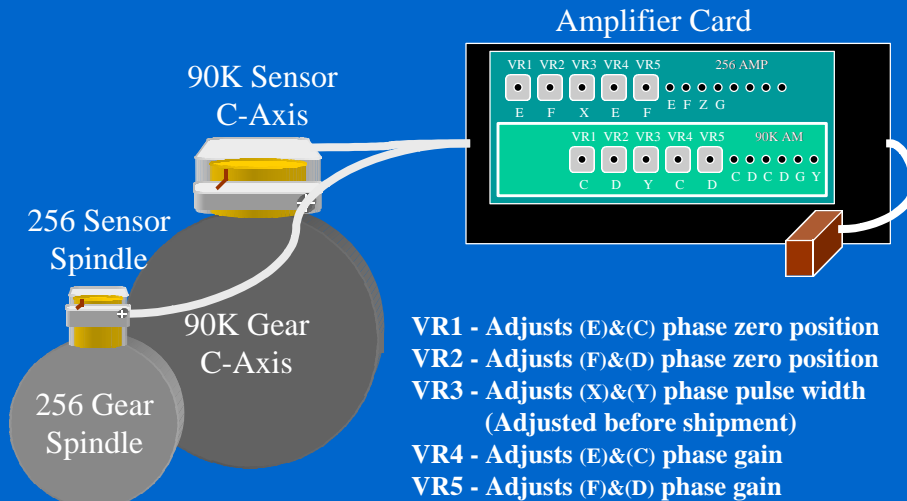 Amplifier Card
90K Sensor
C-Axis
VR1 VR2 VR3 VR4 VR5 256 AMP
E F X E F E F Z G
VR1 VR2 VR3 VR4 VR5 90K AM
C D Y C D C D C D G Y
256 Sensor
Spindle
90K Gear
C-Axis
256 Gear
Spindle
VR1 - Adjusts (E)&(C) phase zero position
VR2 - Adjusts (F)&(D) phase zero position
VR3 - Adjusts (X)&(Y) phase pulse width
(Adjusted before shipment)
VR4 - Adjusts (E)&(C) phase gain
VR5 - Adjusts (F)&(D) phase gain